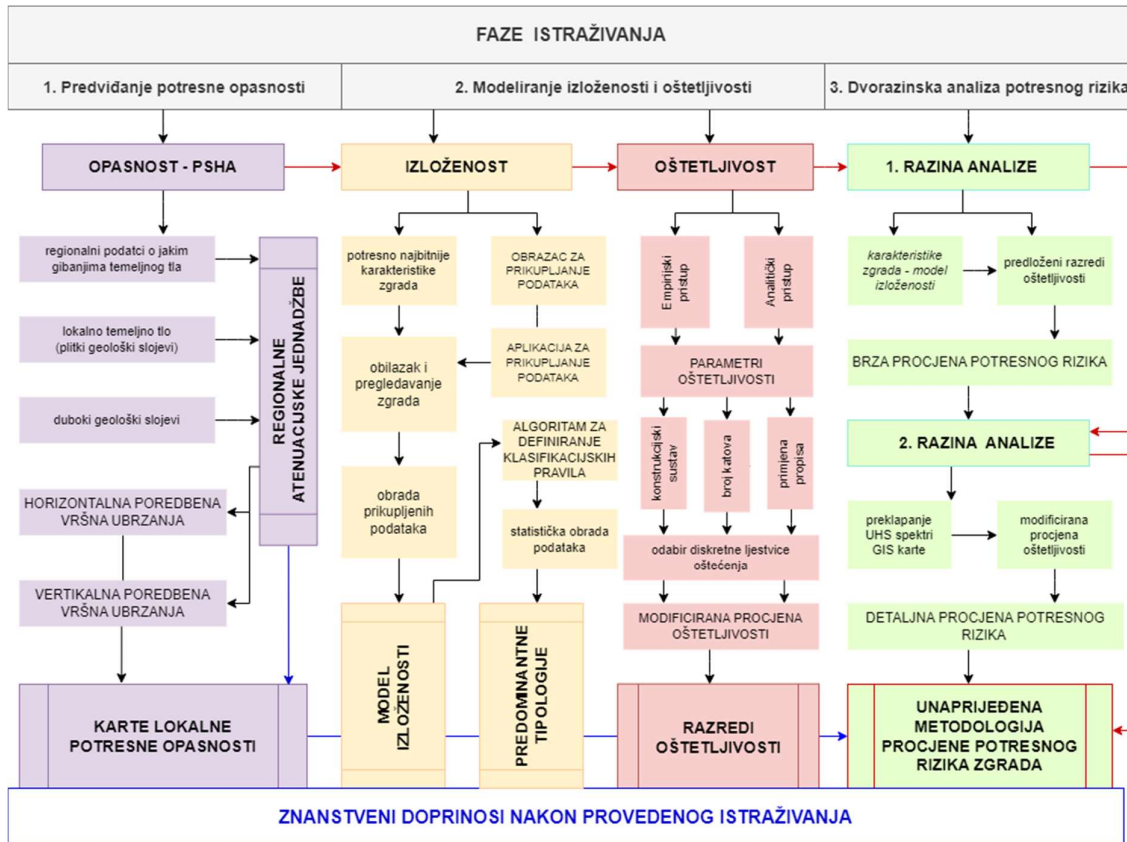 FAZE ISTRAŽIVANJA
1. Predviđanje potresne opasnosti
2. Modeliranje izloženosti i oštetljivosti
3. Dvorazinska analiza potresnog rizika
OPASNOST - PSHA
regionalni podatci o jakim
gibanjima temeljnog tla
lokalno temeljno tlo
(plitki geološki slojevi)
duboki geološki slojevi
REGIONALNE
ATENUACIJSKE JEDNADŽBE
HORIZONTALNA POREDBENA
VRŠNA UBRZANJA
VERTIKALNA POREDBENA
VRŠNA UBRZANJA
KARTE LOKALNE
POTRESNE OPASNOSTI
IZLOŽENOST
potresno najbitnije
karakteristike
zgrada
OBRAZAC ZA
PRIKUPLJANJE
PODATAKA
APLIKACIJA ZA
PRIKUPLJANJE
PODATAKA
obilazak i
pregledavanje
zgrada
ALGORITAM ZA
DEFINIRANJE
KLASIFIKACIJSKIH
PRAVILA
obrada
prikupljenih
podataka
statistička obrada
podataka
MODEL
IZLOŽENOSTI
PREDOMINANTNE
TIPOLOGIJE
OŠTETLJIVOST
Empirijski
pristup
Analitički
pristup
PARAMETRI
OŠTETLJIVOSTI
konstrukcijski
sustav
broj katova
primjena
propisa
odabir diskretne ljestvice
oštećenja
MODIFICIRANA PROCJENA
OŠTETLJIVOSTI
RAZREDI
OŠTETLJIVOSTI
1. RAZINA ANALIZE
karakteristike
zgrada - model
izloženosti
predloženi razredi
oštetljivosti
BRZA PROCJENA POTRESNOG RIZIKA
2. RAZINA ANALIZE
preklapanje
UHS spektri
GIS karte
modificirana
procjena
oštetljivosti
DETALJNA PROCJENA POTRESNOG
RIZIKA
UNAPRIJEĐENA
METODOLOGIJA
PROCJENE POTRESNOG
RIZIKA ZGRADA
ZNANSTVENI DOPRINOSI NAKON PROVEDENOG ISTRAŽIVANJA